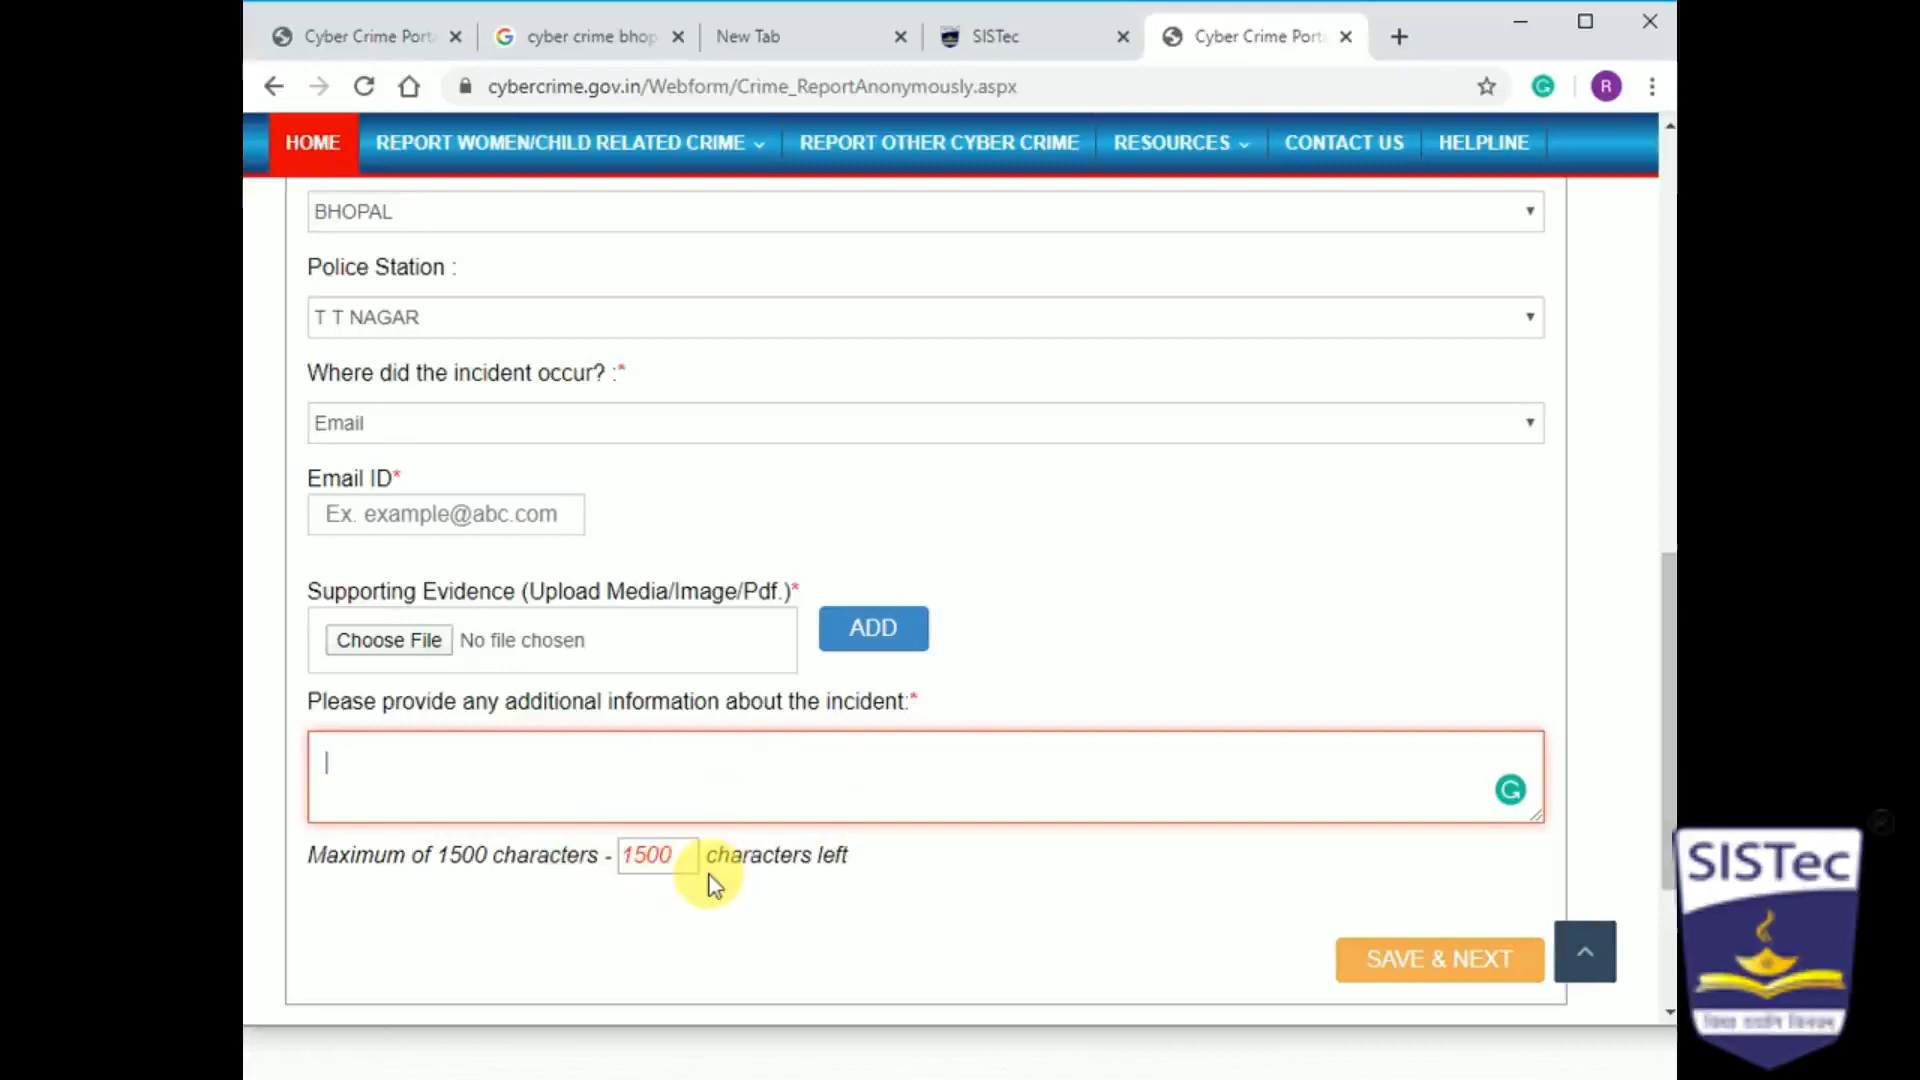 Cyber Crime Port
cyber crime bhop
New Tab
SISTec
Cyber Crime Port
cybercrime.gov.in/Webform/Crime_ReportAnonymously.aspx
R
HOME
REPORT WOMEN/CHILD RELATED CRIME
REPORT OTHER CYBER CRIME
RESOURCES
CONTACT US
HELPLINE
BHOPAL
Police Station :
T T NAGAR
Where did the incident occur? :*
Email
Email ID*
Ex. example@abc.com
Supporting Evidence (Upload Media/Image/Pdf.)*
Choose File No file chosen
ADD
Please provide any additional information about the incident:*
Maximum of 1500 characters - 1500 characters left
SAVE & NEXT
SISTec